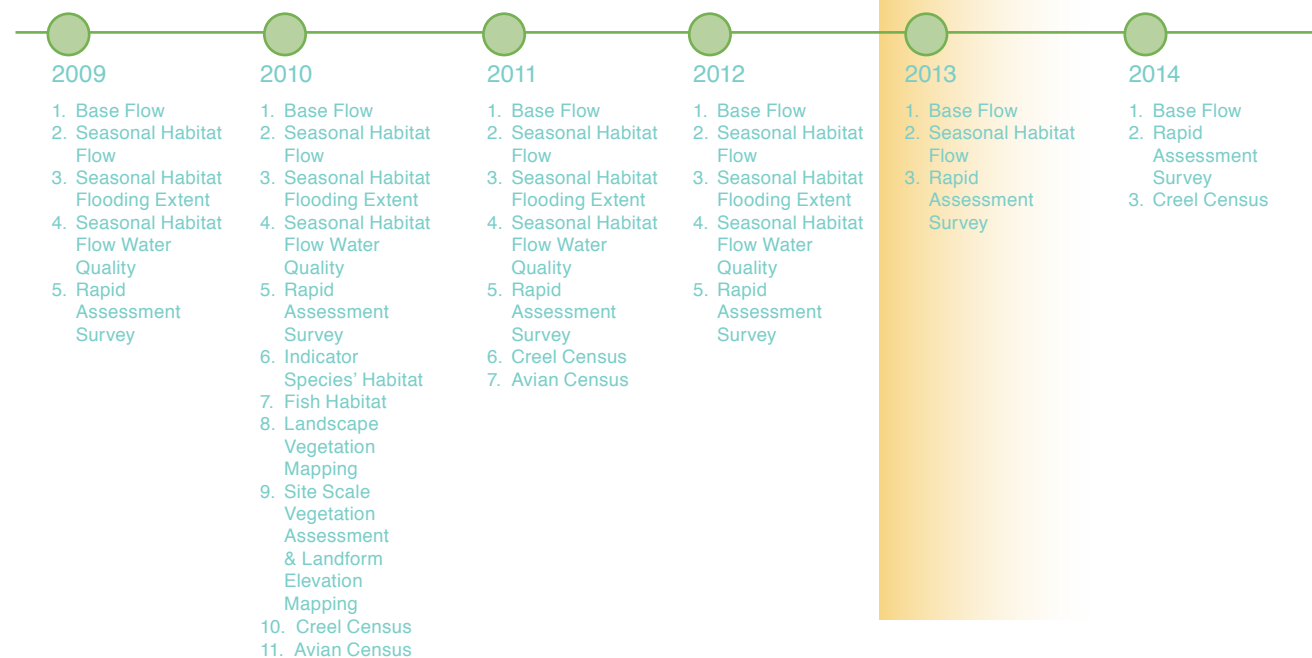 2009
1. Base Flow
2. Seasonal Habitat
Flow
3. Seasonal Habitat
Flooding Extent
4. Seasonal Habitat
Flow Water
Quality
5. Rapid
Assessment
Survey
2010
1. Base Flow
2. Seasonal Habitat
Flow
3. Seasonal Habitat
Flooding Extent
4. Seasonal Habitat
Flow Water
Quality
5. Rapid
Assessment
Survey
6. Indicator
Species’ Habitat
7. Fish Habitat
8. Landscape
Vegetation
Mapping
9. Site Scale
Vegetation
Assessment
& Landform
Elevation
Mapping
10. Creel Census
11. Avian Census
2011
1. Base Flow
2. Seasonal Habitat
Flow
3. Seasonal Habitat
Flooding Extent
4. Seasonal Habitat
Flow Water
Quality
5. Rapid
Assessment
Survey
6. Creel Census
7. Avian Census
2012
1. Base Flow
2. Seasonal Habitat
Flow
3. Seasonal Habitat
Flooding Extent
4. Seasonal Habitat
Flow Water
Quality
5. Rapid
Assessment
Survey
2013
1. Base Flow
2. Seasonal Habitat
Flow
3. Rapid
Assessment
Survey
2014
1. Base Flow
2. Rapid
Assessment
Survey
3. Creel Census